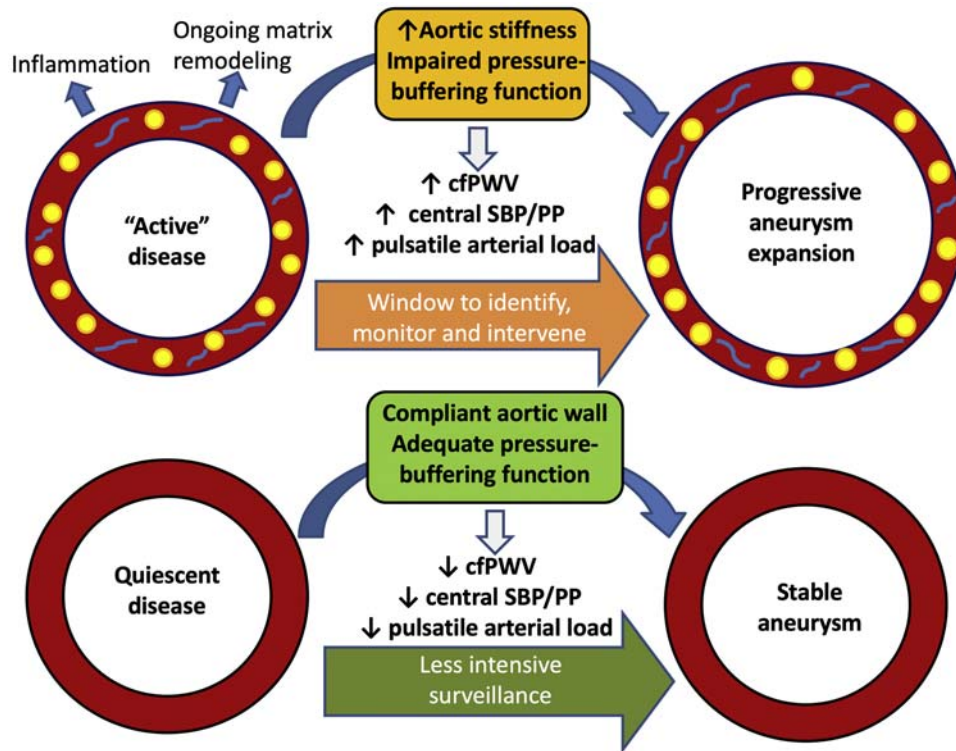 Inflammation
Ongoing matrix
remodeling
↑Aortic stiffness
Impaired pressure-
buffering function
↑ cfPWV
↑ central SBP/PP
↑ pulsatile arterial load
“Active”
disease
Progressive
aneurysm
expansion
Window to identify,
monitor and intervene
Compliant aortic wall
Adequate pressure-
buffering function
↓ cfPWV
↓ central SBP/PP
↓ pulsatile arterial load
Quiescent
disease
Stable
aneurysm
Less intensive
surveillance